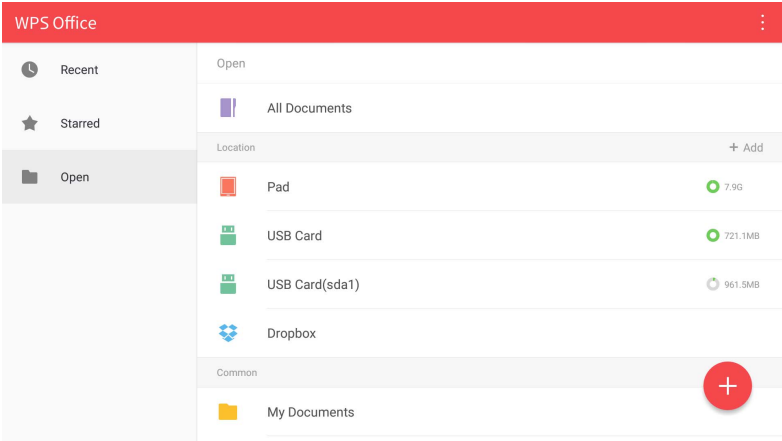 WPS Office
Recent
Starred
Open
Open
All Documents
Location
+ Add
Pad
7.9G
USB Card
721.1MB
USB Card(sda1)
961.5MB
Dropbox
Common
My Documents